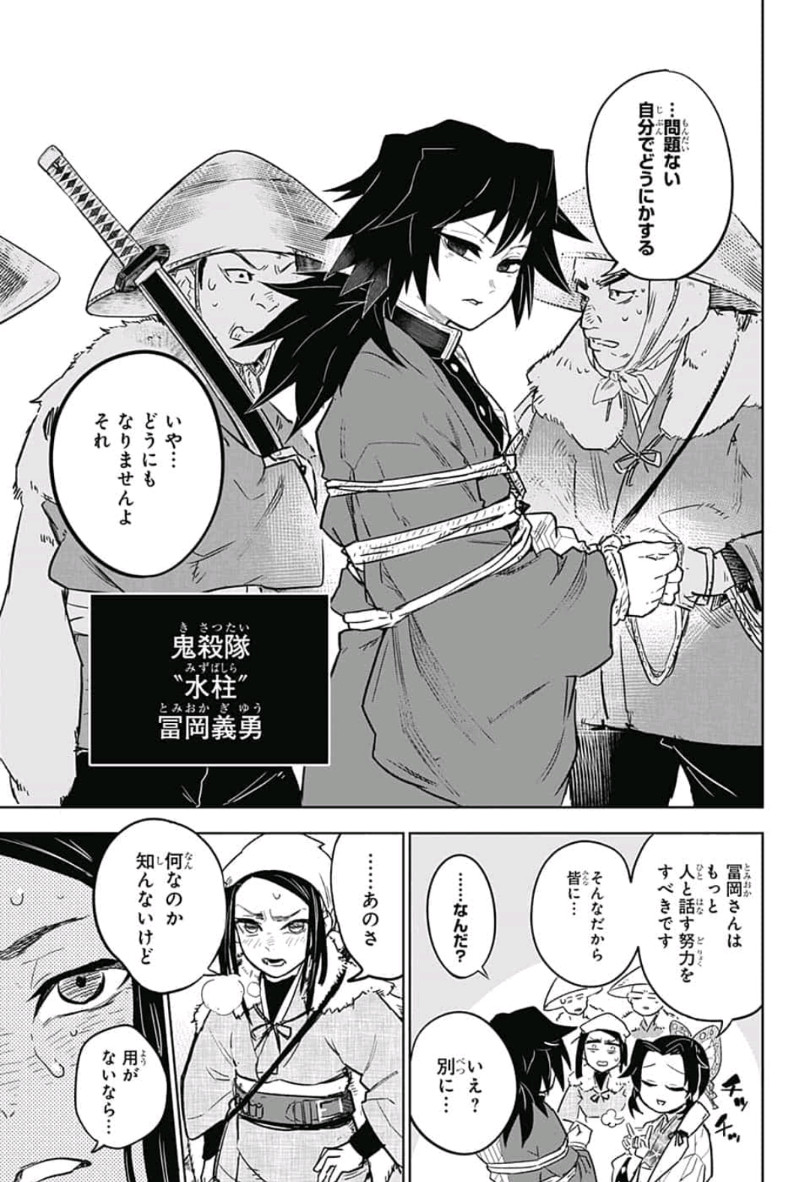 …問題ない
自分でどうにかする
いや…
どうにも
なりませんよ
それ
鬼殺隊
〝水柱〟
冨岡義勇
冨岡さんは
もっと
人と話す努力を
すべきです
そんなだから
皆に…
……なんだ?
いえ?
別に…
チッ
チッ
……あのさ
何なのか
知んないけど
用が
ないなら…